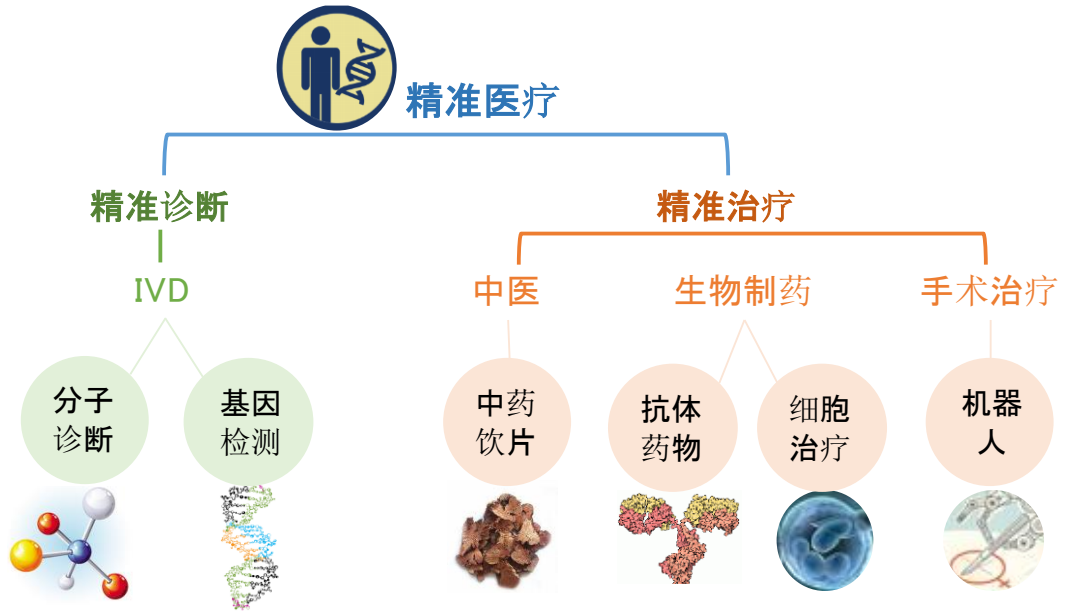 精准医疗
精准诊断
精准治疗
IVD
中医
生物制药
手术治疗
分子
诊断
基因
检测
中药
饮片
抗体
药物
细胞
治疗
机器
人